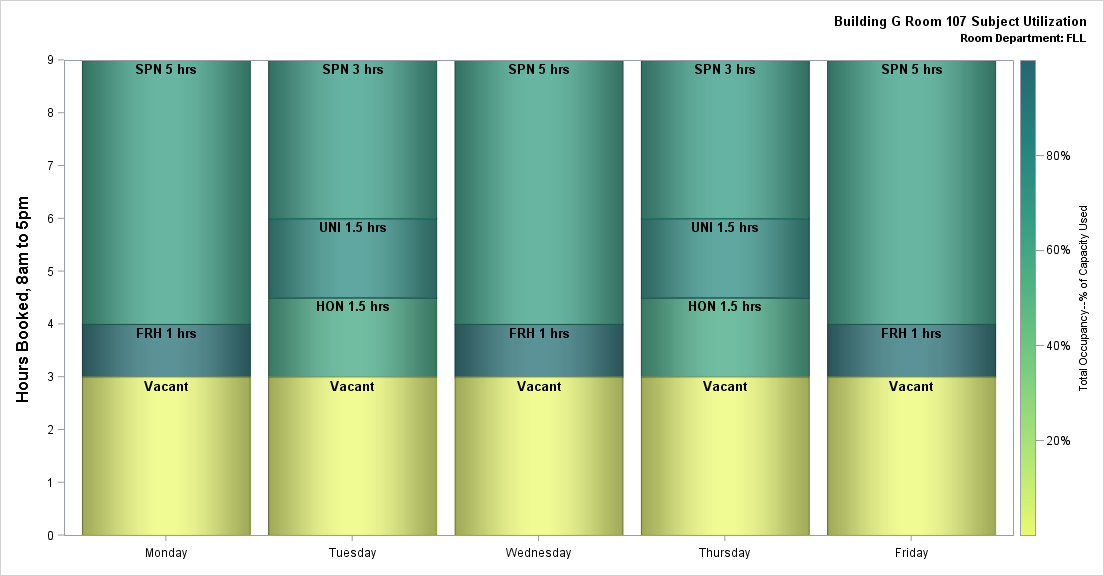 Building G Room 107 Subject Utilization
Room Department: FLL
Hours Booked, 8am to 5pm
9
8
7
6
5
4
3
2
1
0
SPN 5 hrs
FRH 1 hrs
Vacant
Monday
SPN 3 hrs
UNI 1.5 hrs
HON 1.5 hrs
Vacant
Tuesday
SPN 5 hrs
FRH 1 hrs
Vacant
Wednesday
SPN 3 hrs
UNI 1.5 hrs
HON 1.5 hrs
Vacant
Thursday
SPN 5 hrs
FRH 1 hrs
Vacant
Friday
80%
60%
40%
20%
Total Occupancy--% of Capacity Used